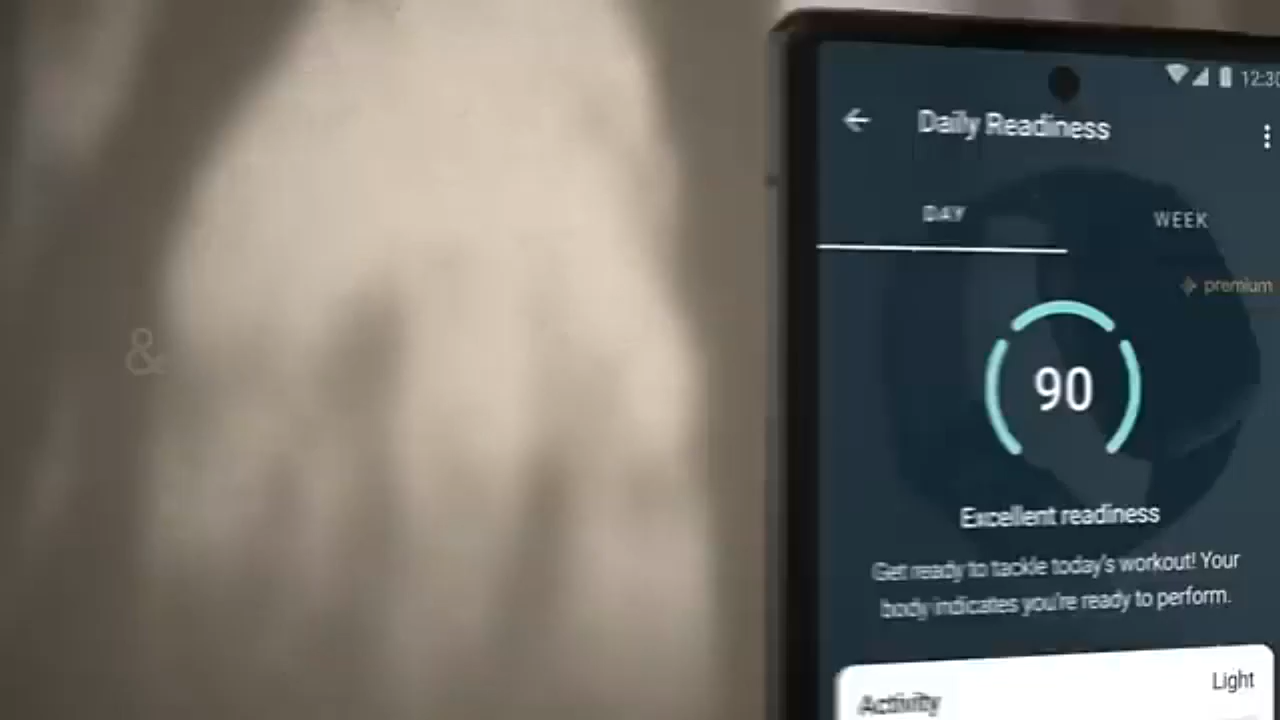 12:30
Daily Readiness
DAY
WEEK
premium
&
90
Excellent readiness
Get ready to tackle today's workout! Your
body indicates you're ready to perform.
Light
Activity